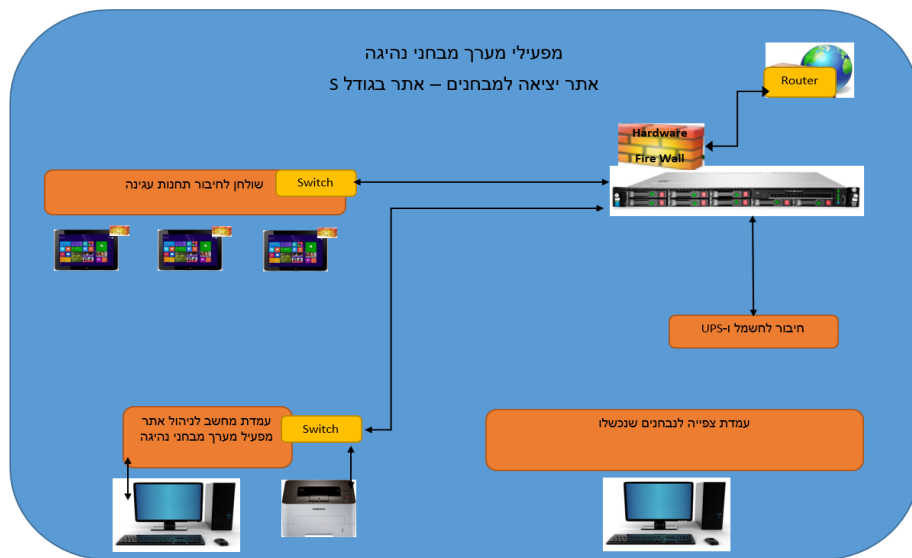 מפעילי מערך מבחני נהיגה
אתר יציאה למבחנים – אתר בגודל S
Router
Hardware
Fire Wall
שולחן לחיבור תחנות עגינה
Switch
חיבור לחשמל ו-UPS
עמדת מחשב לניהול אתר
מפעיל מערך מבחני נהיגה
Switch
עמדת צפייה לנבחנים שנכשלו
SAMSUNG